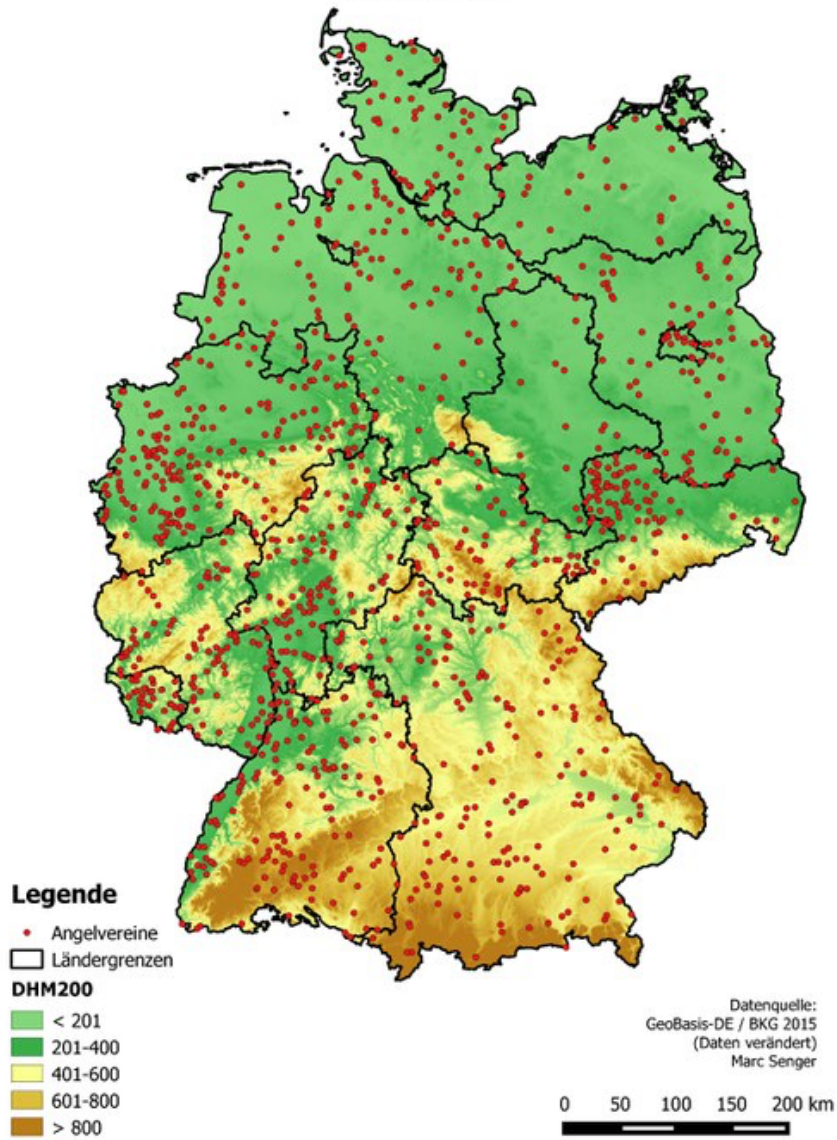 Legende
Angelvereine
Ländergrenzen
DHM200
< 201
201-400
401-600
601-800
> 800
Datenquelle:
GeoBasis-DE / BKG 2015
(Daten verändert)
Marc Senger
0 50 100 150 200 km